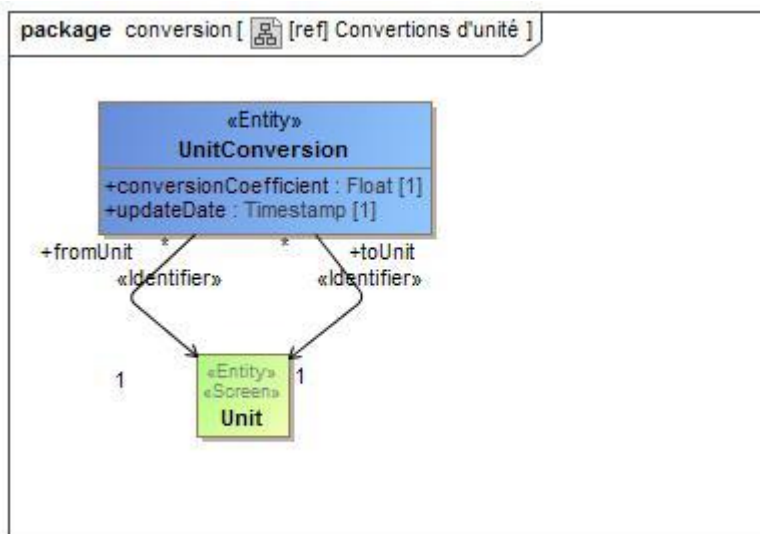 package conversion [ [ref] Convertions d'unité ]
«Entity»
UnitConversion
+conversionCoefficient : Float [1]
+updateDate : Timestamp [1]
+fromUnit * * +toUnit
«Identifier» «Identifier»
1 1
«Entity»
«Screen»
Unit